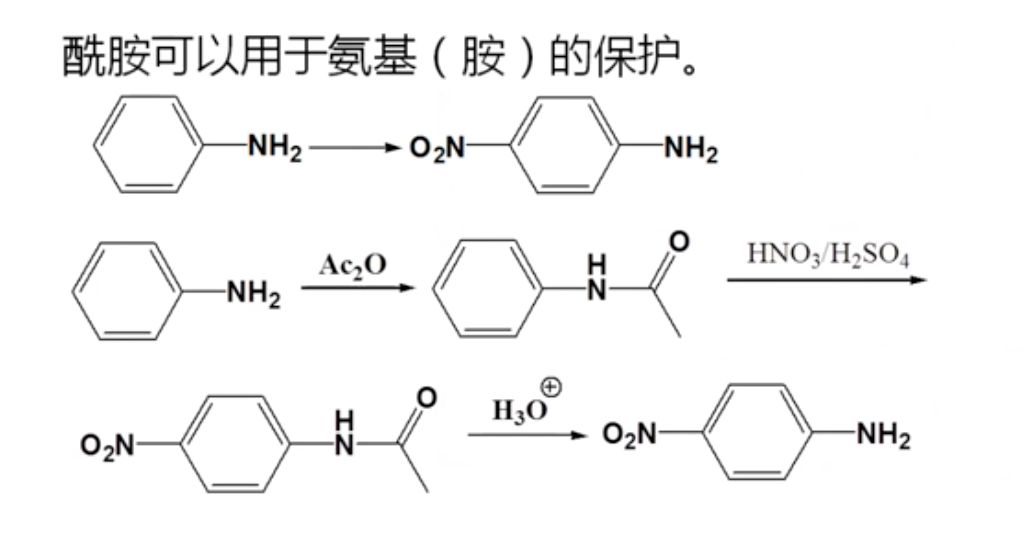 酰胺可以用于氨基（胺）的保护。
NH₂ O₂N NH₂
NH₂ Ac₂O H N O HNO₃/H₂SO₄
O₂N H N O H₃O⊕ O₂N NH₂